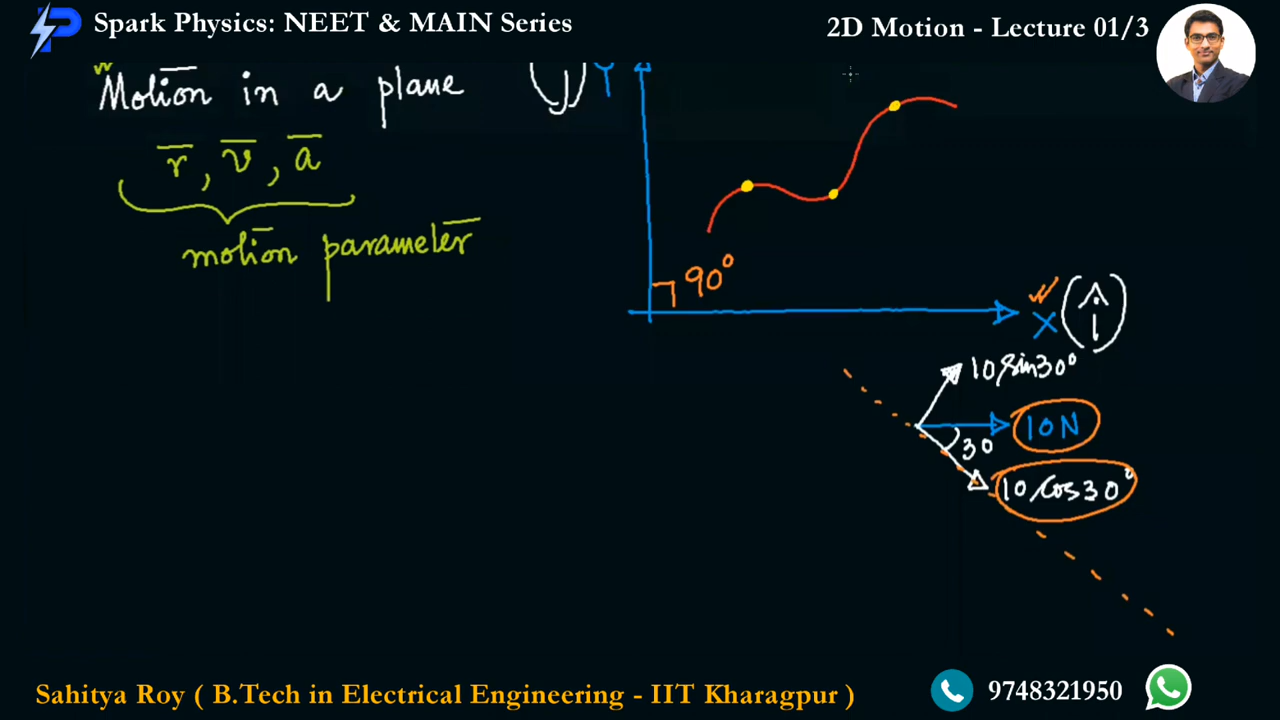 Spark Physics: NEET & MAIN Series
2D Motion - Lecture 01/3
Motion in a plane
(ĵ) Y
r̅, v̅, a̅
motion parameter
90°
X (î)
10 sin30°
10N
30
10 cos30°
Sahitya Roy ( B.Tech in Electrical Engineering - IIT Kharagpur )
9748321950